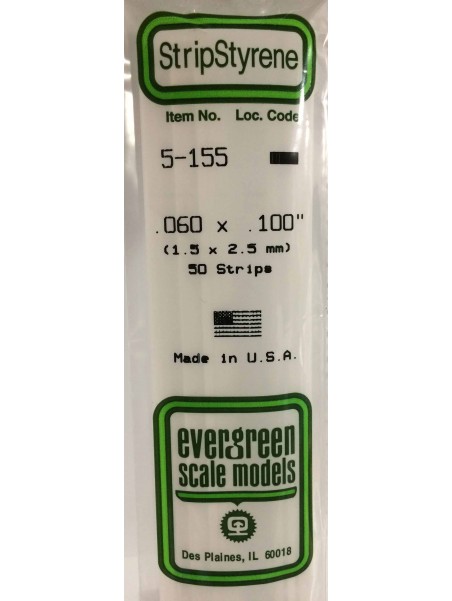 StripStyrene
Item No. Loc. Code
5-155
.060 x .100"
(1.5 x 2.5 mm)
50 Strips
Made in U.S.A.
evergreen
scale models
Des Plaines, IL 60018